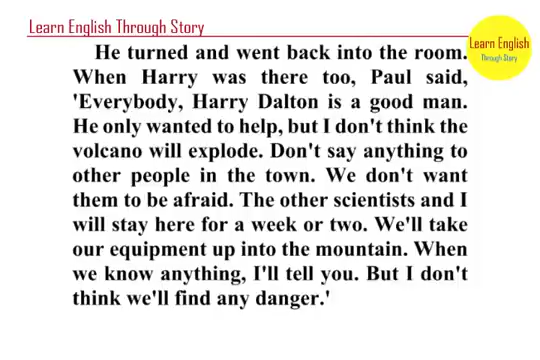 Learn English Through Story
Learn English
Through Story
He turned and went back into the room.
When Harry was there too, Paul said,
'Everybody, Harry Dalton is a good man.
He only wanted to help, but I don't think the
volcano will explode. Don't say anything to
other people in the town. We don't want
them to be afraid. The other scientists and I
will stay here for a week or two. We'll take
our equipment up into the mountain. When
we know anything, I'll tell you. But I don't
think we'll find any danger.'